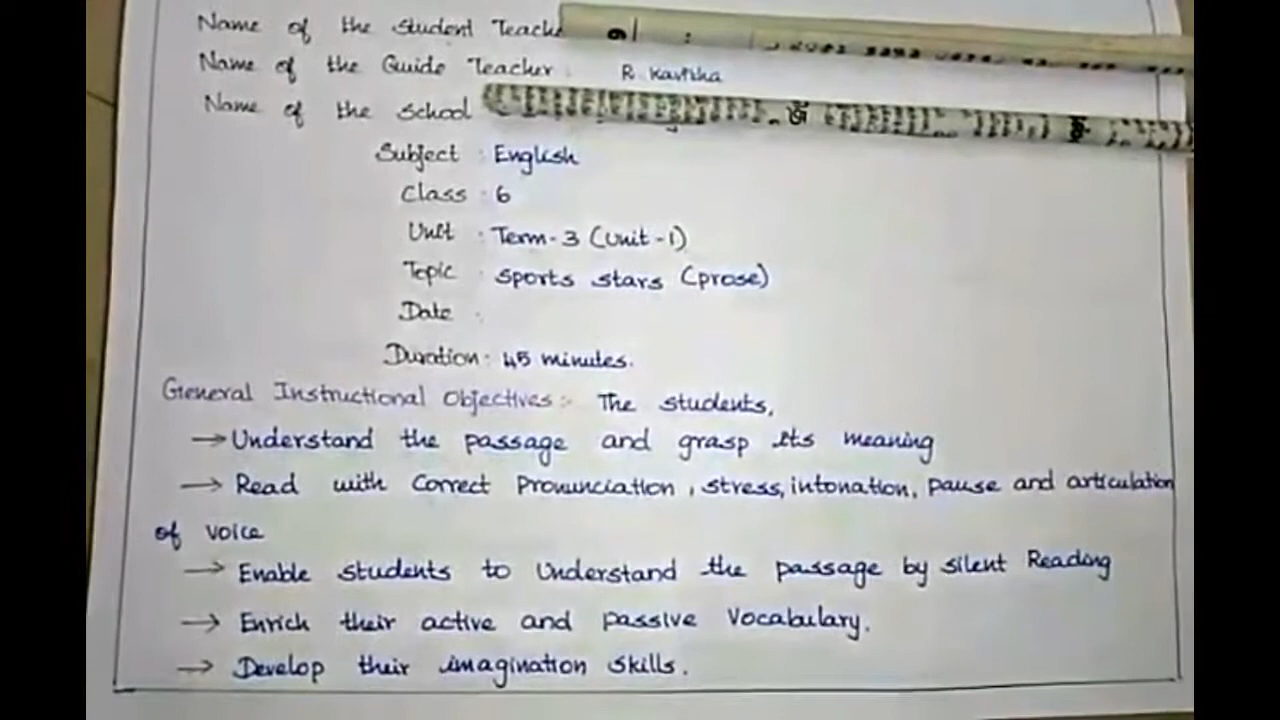 Name of the Student Teache
Name of the Guide Teacher : R. Kavitha
Name of the School
Subject : English
Class : 6
Unit : Term-3 (Unit-1)
Topic : Sports stars (prose)
Date :
Duration : 45 minutes.
General Instructional Objectives:- The students,
→ Understand the passage and grasp its meaning
→ Read with Correct Pronunciation, stress, intonation, pause and articulation
of voice
→ Enable students to Understand the passage by silent Reading
→ Enrich their active and passive Vocabulary.
→ Develop their imagination skills.